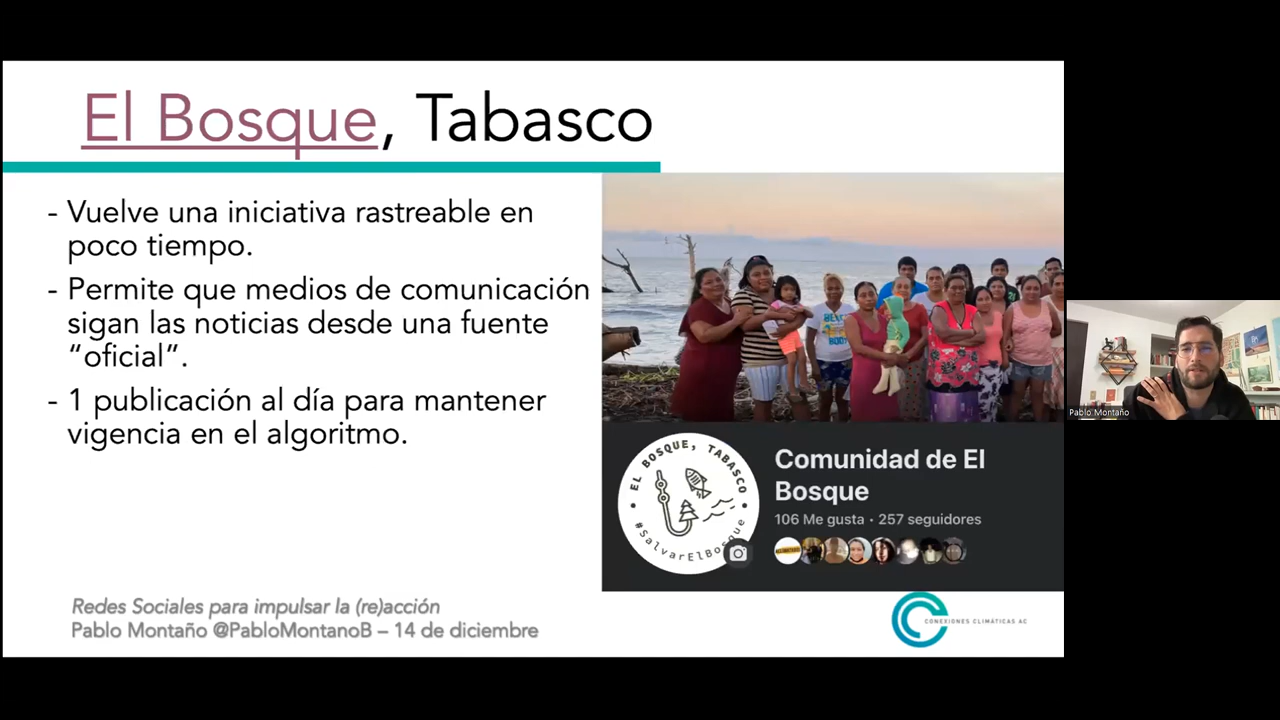 El Bosque, Tabasco
- Vuelve una iniciativa rastreable en
poco tiempo.
- Permite que medios de comunicación
sigan las noticias desde una fuente
“oficial”.
- 1 publicación al día para mantener
vigencia en el algoritmo.
EL BOSQUE, TABASCO
#SalvarElBosque
Comunidad de El
Bosque
106 Me gusta • 257 seguidores
Redes Sociales para impulsar la (re)acción
Pablo Montaño @PabloMontanoB – 14 de diciembre
CONEXIONES CLIMÁTICAS AC
Pablo Montaño